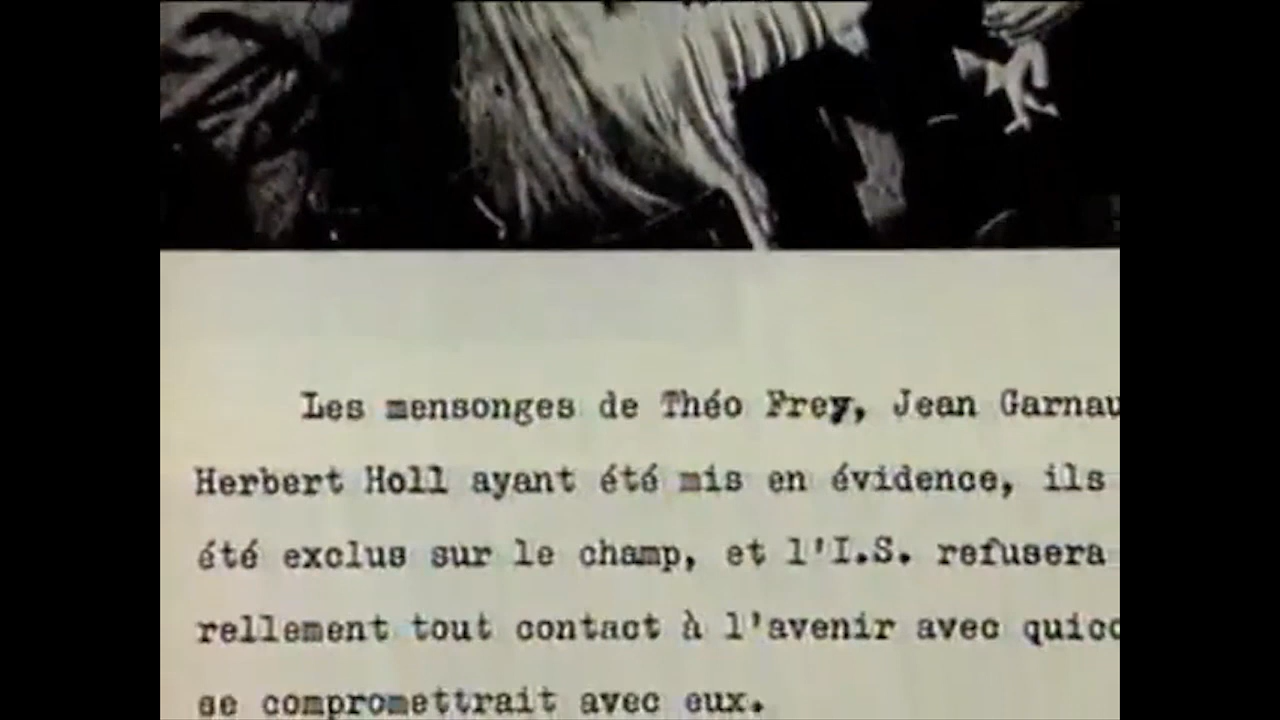 Les mensonges de Théo Frey, Jean Garnau
Herbert Holl ayant été mis en évidence, ils
été exclus sur le champ, et l'I.S. refusera
rellement tout contact à l'avenir avec quico
se compromettrait avec eux.